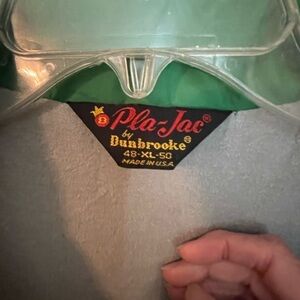 Pla-Jac®
by
Dunbrooke®
48-XL-50
MADE IN U.S.A